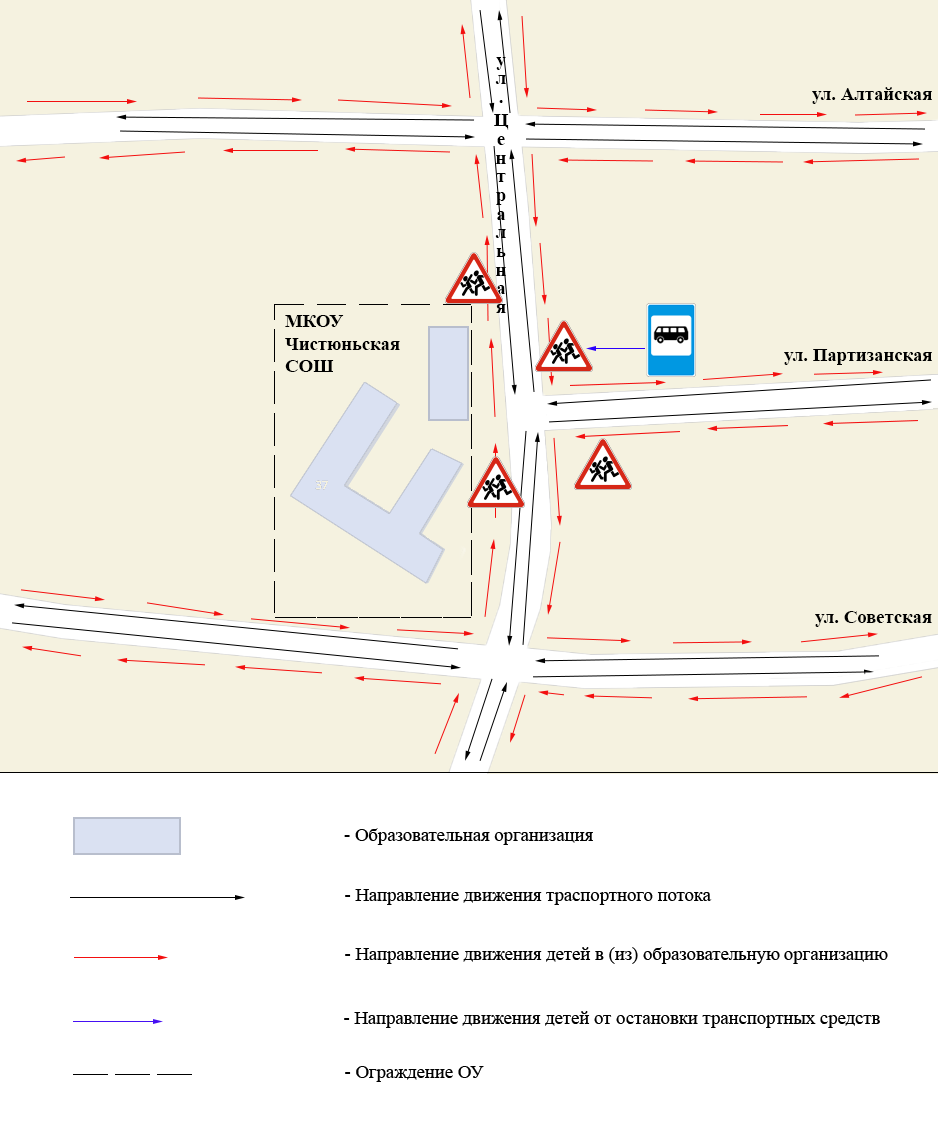 ул. Центральная
ул. Алтайская
МКОУ
Чистюньская
СОШ
ул. Партизанская
27
ул. Советская
- Образовательная организация
- Направление движения траспортного потока
- Направление движения детей в (из) образовательную организацию
- Направление движения детей от остановки транспортных средств
- Ограждение ОУ